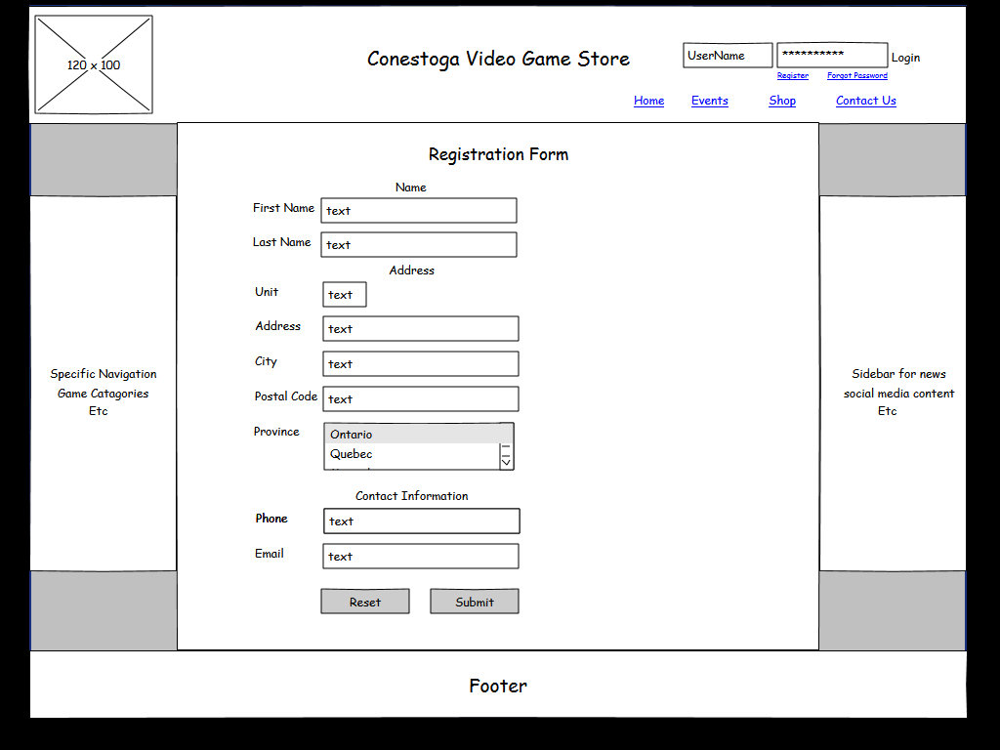 120 x 100
Conestoga Video Game Store
UserName
**********
Login
Register
Forgot Password
Home
Events
Shop
Contact Us
Registration Form
Name
First Name
text
Last Name
text
Address
Unit
text
Address
text
City
text
Postal Code
text
Province
Ontario
Quebec
Contact Information
Phone
text
Email
text
Reset
Submit
Specific Navigation
Game Catagories
Etc
Sidebar for news
social media content
Etc
Footer